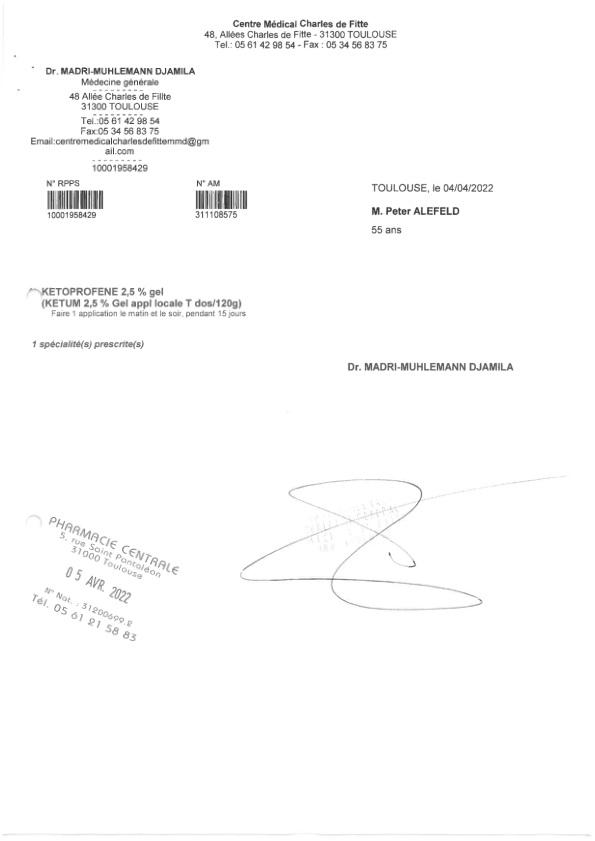 Centre Médical Charles de Fitte
48, Allées Charles de Fitte - 31300 TOULOUSE
Tel.: 05 61 42 98 54 - Fax : 05 34 56 83 75
Dr. MADRI-MUHLEMANN DJAMILA
Médecine générale
---------
48 Allée Charles de Fillte
31300 TOULOUSE
---------
Tel.:05 61 42 98 54
Fax:05 34 56 83 75
Email:centremedicalcharlesdefittemmd@gm
ail.com
---------
10001958429
N° RPPS N° AM
10001958429 311108575
TOULOUSE, le 04/04/2022
M. Peter ALEFELD
55 ans
KETOPROFENE 2,5 % gel
(KETUM 2,5 % Gel appl locale T dos/120g)
Faire 1 application le matin et le soir, pendant 15 jours
1 spécialité(s) prescrite(s)
Dr. MADRI-MUHLEMANN DJAMILA
PHARMACIE CENTRALE
5, rue Saint Pantaléon
31000 Toulouse
05 AVR. 2022
N° Nat. : 31200699.2
Tél. 05 61 21 58 83